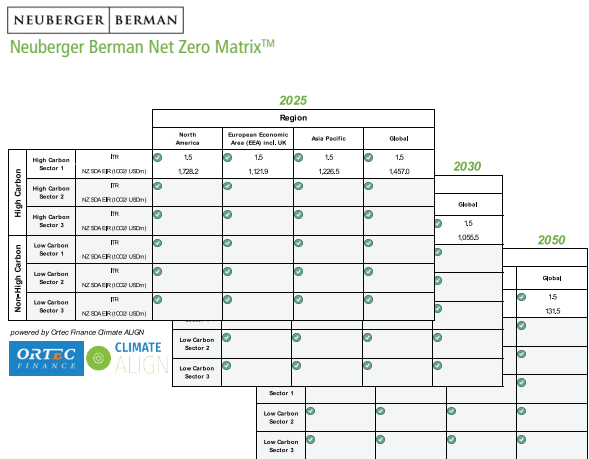 NEUBERGER BERMAN
Neuberger Berman Net Zero Matrix™
2025
Region
North America
European Economic Area (EEA) incl. UK
Asia Pacific
Global
High Carbon
High Carbon Sector 1
ITR
1.5
1.5
1.5
1.5
NZ SDA EIR (tCO2/ USDm)
1,728.2
1,121.9
1,226.5
1,457.0
High Carbon Sector 2
ITR
NZ SDA EIR (tCO2/ USDm)
High Carbon Sector 3
ITR
NZ SDA EIR (tCO2/ USDm)
Non-High Carbon
Low Carbon Sector 1
ITR
NZ SDA EIR (tCO2/ USDm)
Low Carbon Sector 2
ITR
NZ SDA EIR (tCO2/ USDm)
Low Carbon Sector 3
ITR
NZ SDA EIR (tCO2/ USDm)
2030
Global
1.5
1,055.5
Low Carbon Sector 2
Low Carbon Sector 3
2050
Global
1.5
131.5
Sector 1
Low Carbon Sector 2
Low Carbon Sector 3
powered by Ortec Finance Climate ALIGN
ORTEC
FINANCE
CLIMATE
ALIGN